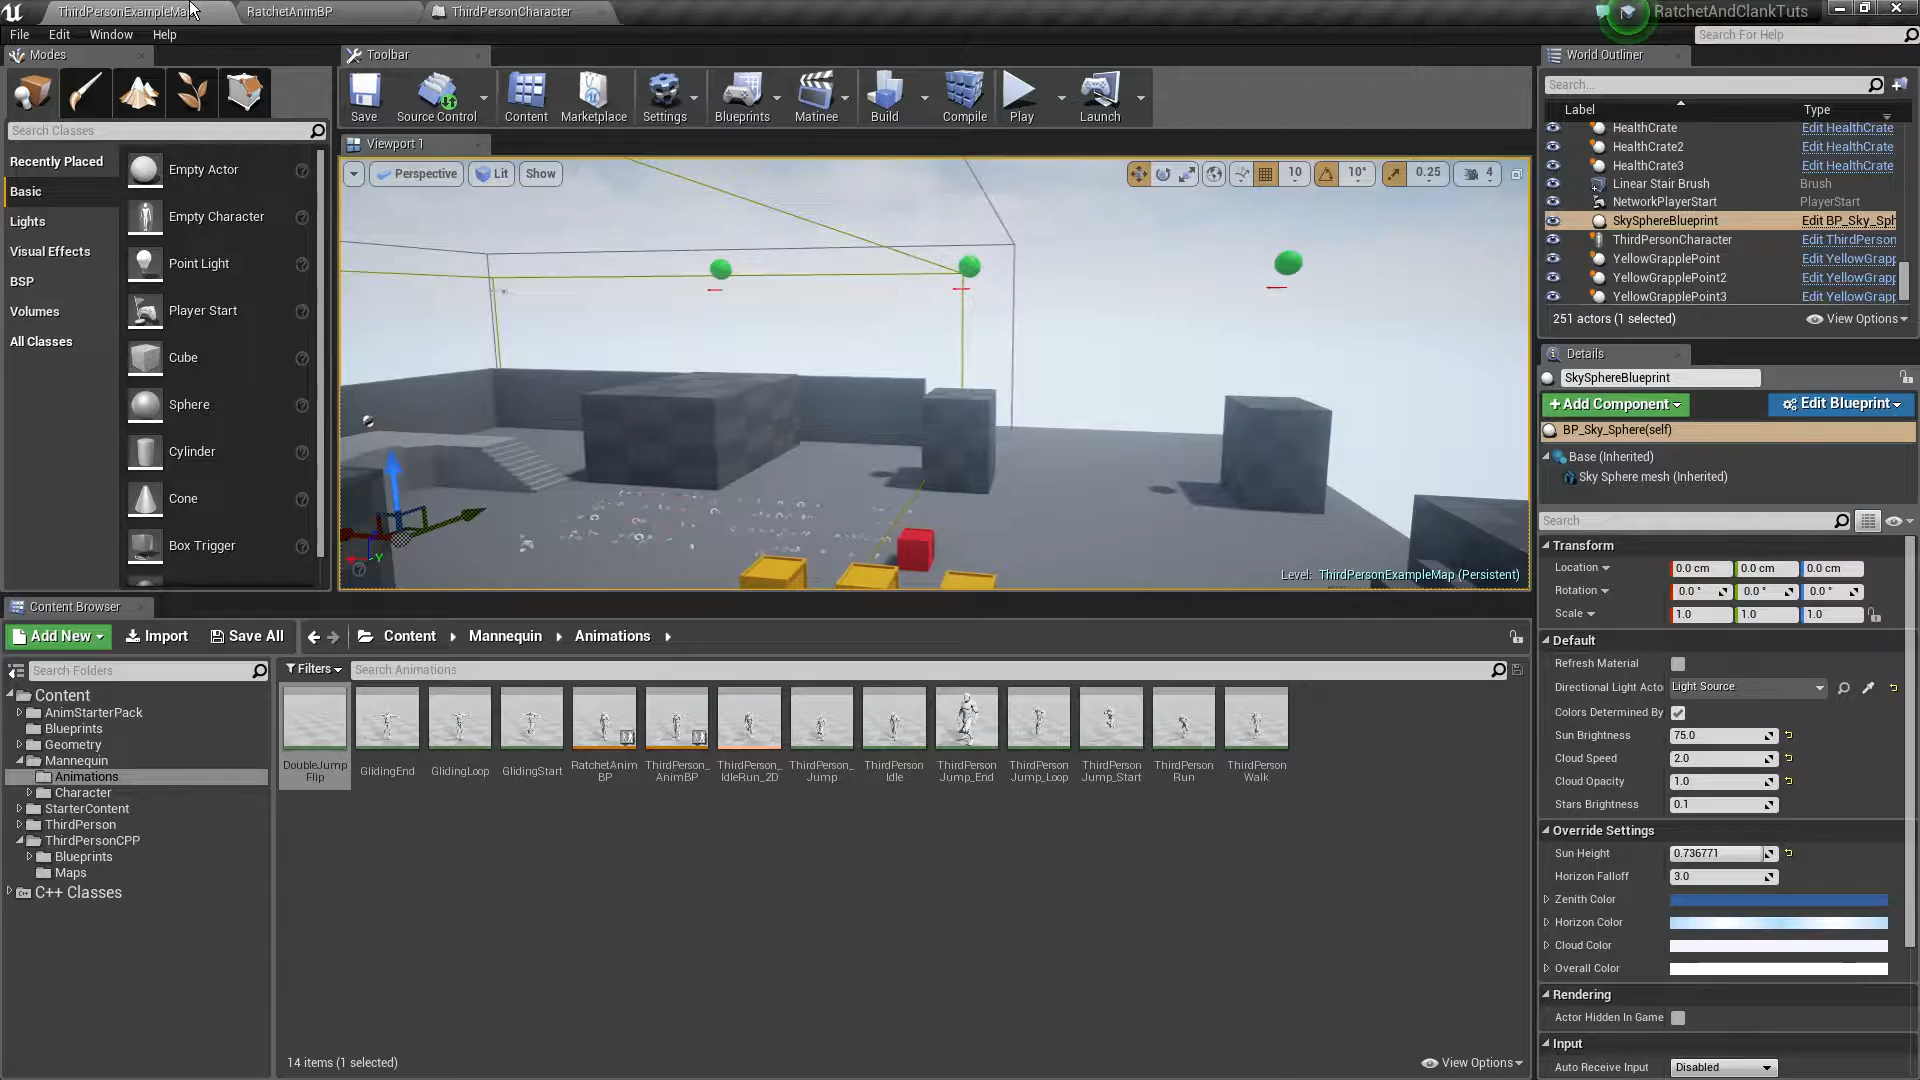 ThirdPersonExampleMap
RatchetAnimBP
ThirdPersonCharacter
RatchetAndClankTuts
File
Edit
Window
Help
Search For Help
Modes
Toolbar
World Outliner
Save
Source Control
Content
Marketplace
Settings
Blueprints
Matinee
Build
Compile
Play
Launch
Search...
Label
Type
Search Classes
Recently Placed
Basic
Lights
Visual Effects
BSP
Volumes
All Classes
Empty Actor
Empty Character
Point Light
Player Start
Cube
Sphere
Cylinder
Cone
Box Trigger
Viewport 1
Perspective
Lit
Show
10
10°
0.25
4
Y
Level: ThirdPersonExampleMap (Persistent)
HealthCrate Edit HealthCrate
HealthCrate2 Edit HealthCrate
HealthCrate3 Edit HealthCrate
Linear Stair Brush Brush
NetworkPlayerStart PlayerStart
SkySphereBlueprint Edit BP_Sky_Sph
ThirdPersonCharacter Edit ThirdPerson
YellowGrapplePoint Edit YellowGrapp
YellowGrapplePoint2 Edit YellowGrapp
YellowGrapplePoint3 Edit YellowGrapp
251 actors (1 selected)
View Options
Details
SkySphereBlueprint
+Add Component
Edit Blueprint
BP_Sky_Sphere(self)
Base (Inherited)
Sky Sphere mesh (Inherited)
Search
Transform
Location 0.0 cm 0.0 cm 0.0 cm
Rotation 0.0 ° 0.0 ° 0.0 °
Scale 1.0 1.0 1.0
Default
Refresh Material
Directional Light Acto Light Source
Colors Determined By
Sun Brightness 75.0
Cloud Speed 2.0
Cloud Opacity 1.0
Stars Brightness 0.1
Override Settings
Sun Height 0.736771
Horizon Falloff 3.0
Zenith Color
Horizon Color
Cloud Color
Overall Color
Rendering
Actor Hidden In Game
Input
Auto Receive Input Disabled
Content Browser
Add New
Import
Save All
Content
Mannequin
Animations
Search Folders
Filters
Search Animations
Content
AnimStarterPack
Blueprints
Geometry
Mannequin
Animations
Character
StarterContent
ThirdPerson
ThirdPersonCPP
Blueprints
Maps
C++ Classes
DoubleJump
Flip
GlidingEnd
GlidingLoop
GlidingStart
RatchetAnim
BP
ThirdPerson_
AnimBP
ThirdPerson_
IdleRun_2D
ThirdPerson_
Jump
ThirdPerson
Idle
ThirdPerson
Jump_End
ThirdPerson
Jump_Loop
ThirdPerson
Jump_Start
ThirdPerson
Run
ThirdPerson
Walk
14 items (1 selected)
View Options